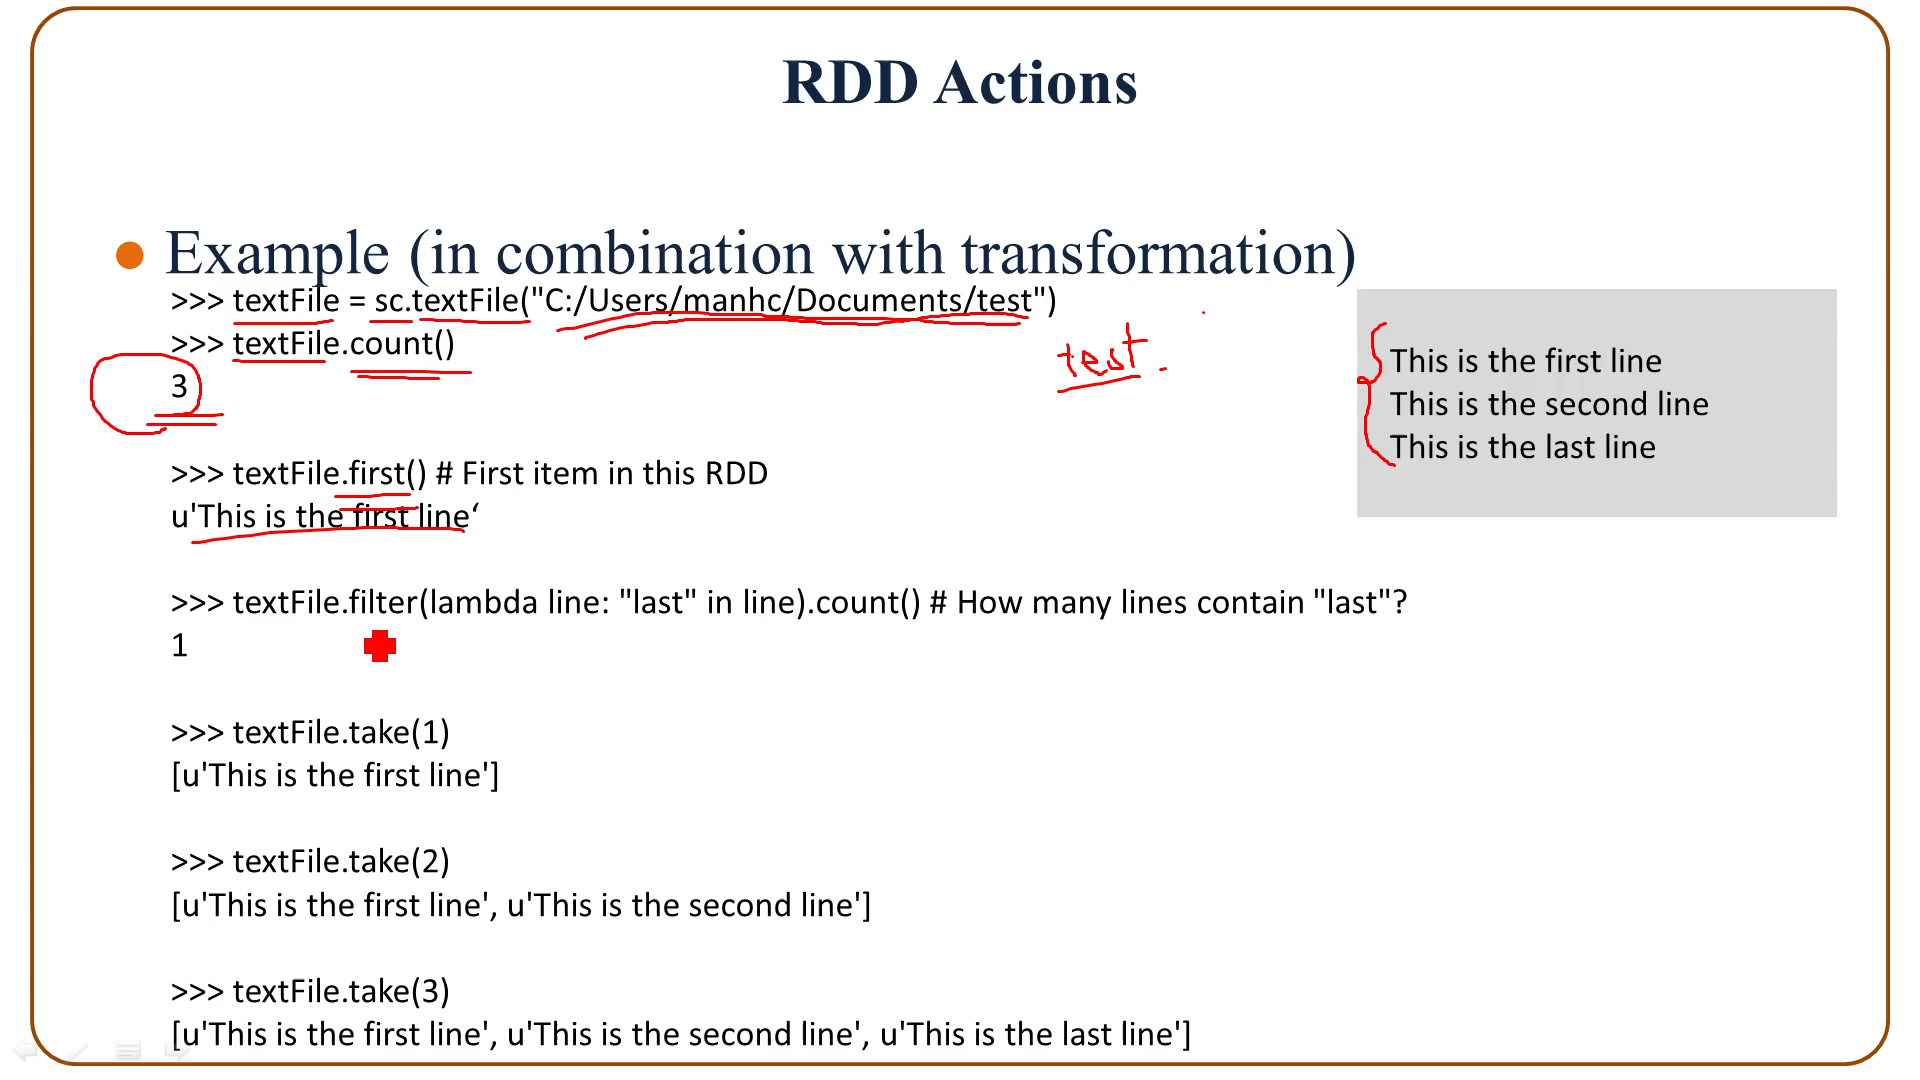 RDD Actions
Example (in combination with transformation)
>>> textFile = sc.textFile("C:/Users/manhc/Documents/test")
>>> textFile.count()
3
test.
>>> textFile.first() # First item in this RDD
u'This is the first line‘
>>> textFile.filter(lambda line: "last" in line).count() # How many lines contain "last"?
1
>>> textFile.take(1)
[u'This is the first line']
>>> textFile.take(2)
[u'This is the first line', u'This is the second line']
>>> textFile.take(3)
[u'This is the first line', u'This is the second line', u'This is the last line']
This is the first line
This is the second line
This is the last line